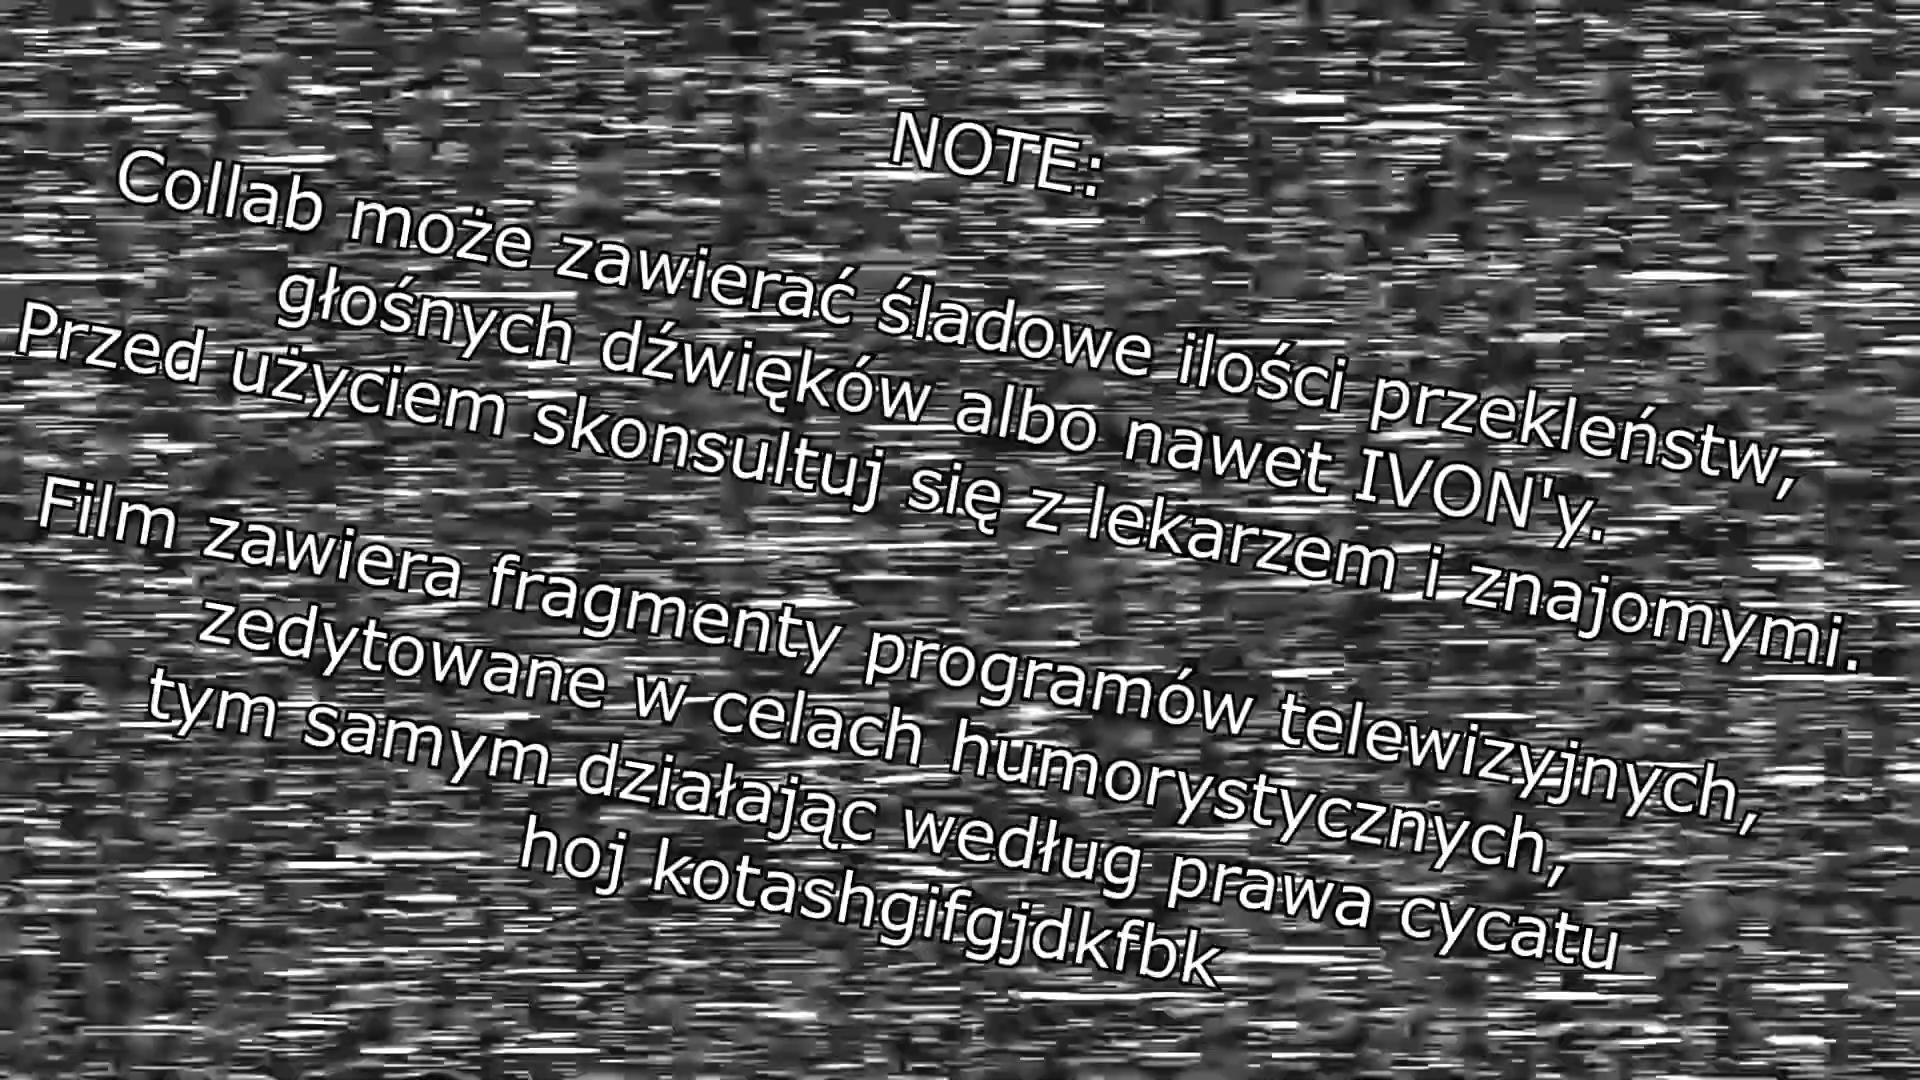 NOTE:
Collab może zawierać śladowe ilości przekleństw,
głośnych dźwięków albo nawet IVON'y.
Przed użyciem skonsultuj się z lekarzem i znajomymi.
Film zawiera fragmenty programów telewizyjnych,
zedytowane w celach humorystycznych,
tym samym działając według prawa cycatu
hoj kotashgifgjdkfbk